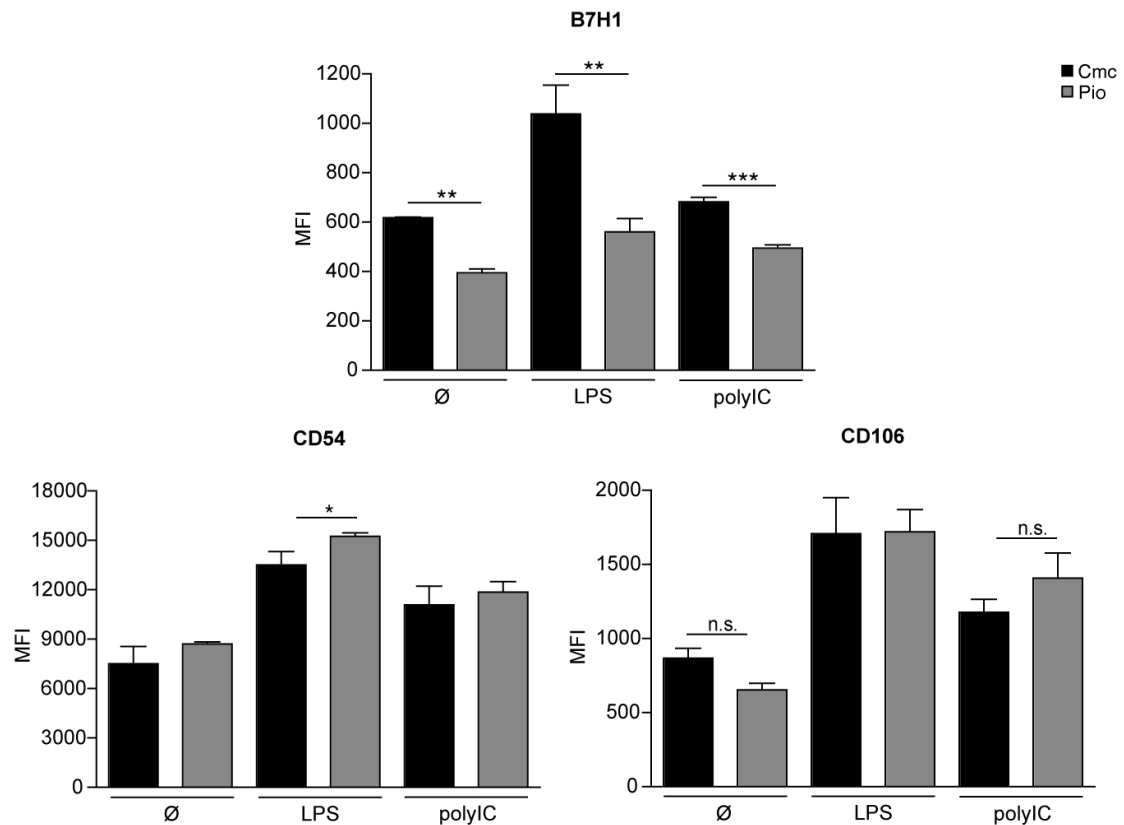 B7H1
Cmc
Pio
MFI
1200
1000
800
600
400
200
0
**
**
***
Ø
LPS
polyIC
CD54
MFI
18000
15000
12000
9000
6000
3000
0
*
Ø
LPS
polyIC
CD106
MFI
2000
1500
1000
500
0
n.s.
n.s.
Ø
LPS
polyIC